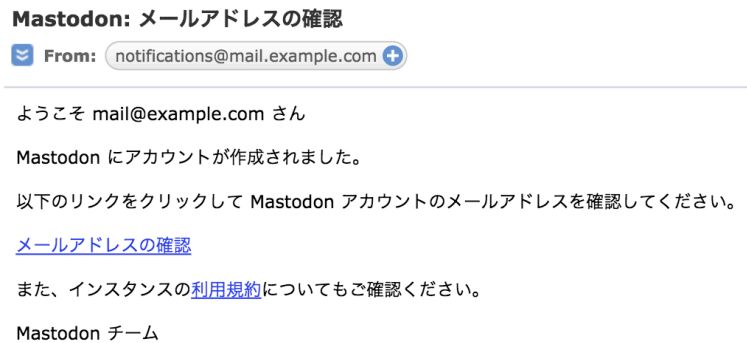 Mastodon: メールアドレスの確認
From: notifications@mail.example.com
ようこそ mail@example.com さん
Mastodon にアカウントが作成されました。
以下のリンクをクリックして Mastodon アカウントのメールアドレスを確認してください。
メールアドレスの確認
また、インスタンスの利用規約についてもご確認ください。
Mastodon チーム